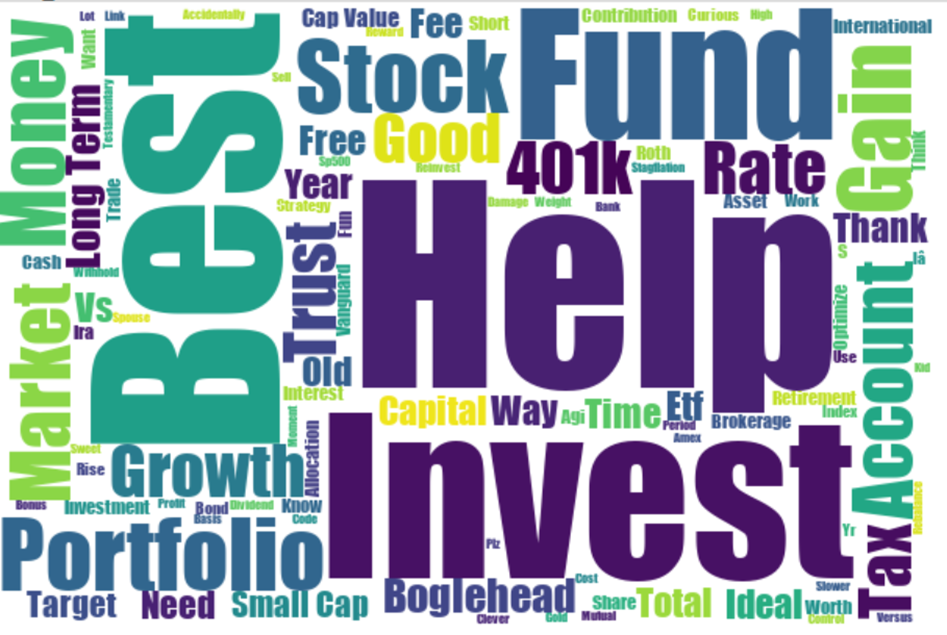 Money
Lot
Link
Want
Long Term
Testamentary
Trade
Accidentally
Best
Sell
Cap Value
Reward
Fee
Short
Stock
Free
Good
Sp500
Reinvest
Year
Strategy
Fun
Fund
Contribution
Curious
High
International
Gain
Think
401k
Roth
Stagflation
Rate
Damage
Weight
Bank
Asset
Work
Thank
S
Iâ
Cash
Withhold
Vs
Spouse
Ira
Market
Trust
Vanguard
Old
Interest
Help
Optimize
Use
Account
Kid
Capital
Way
Agi
Time
Etf
Period
Amex
Brokerage
Retirement
Index
Moment
Allocation
Sweet
Rise
Growth
Invest
Plz
Bonus
Investment
Profit
Bond
Basis
Dividend
Know
Code
Portfolio
Yr
Tax
Rebalance
Target
Need
Small Cap
Boglehead
Cost
Clever
Gold
Share
Mutual
Total
Ideal
Slower
Worth
Control
Versus